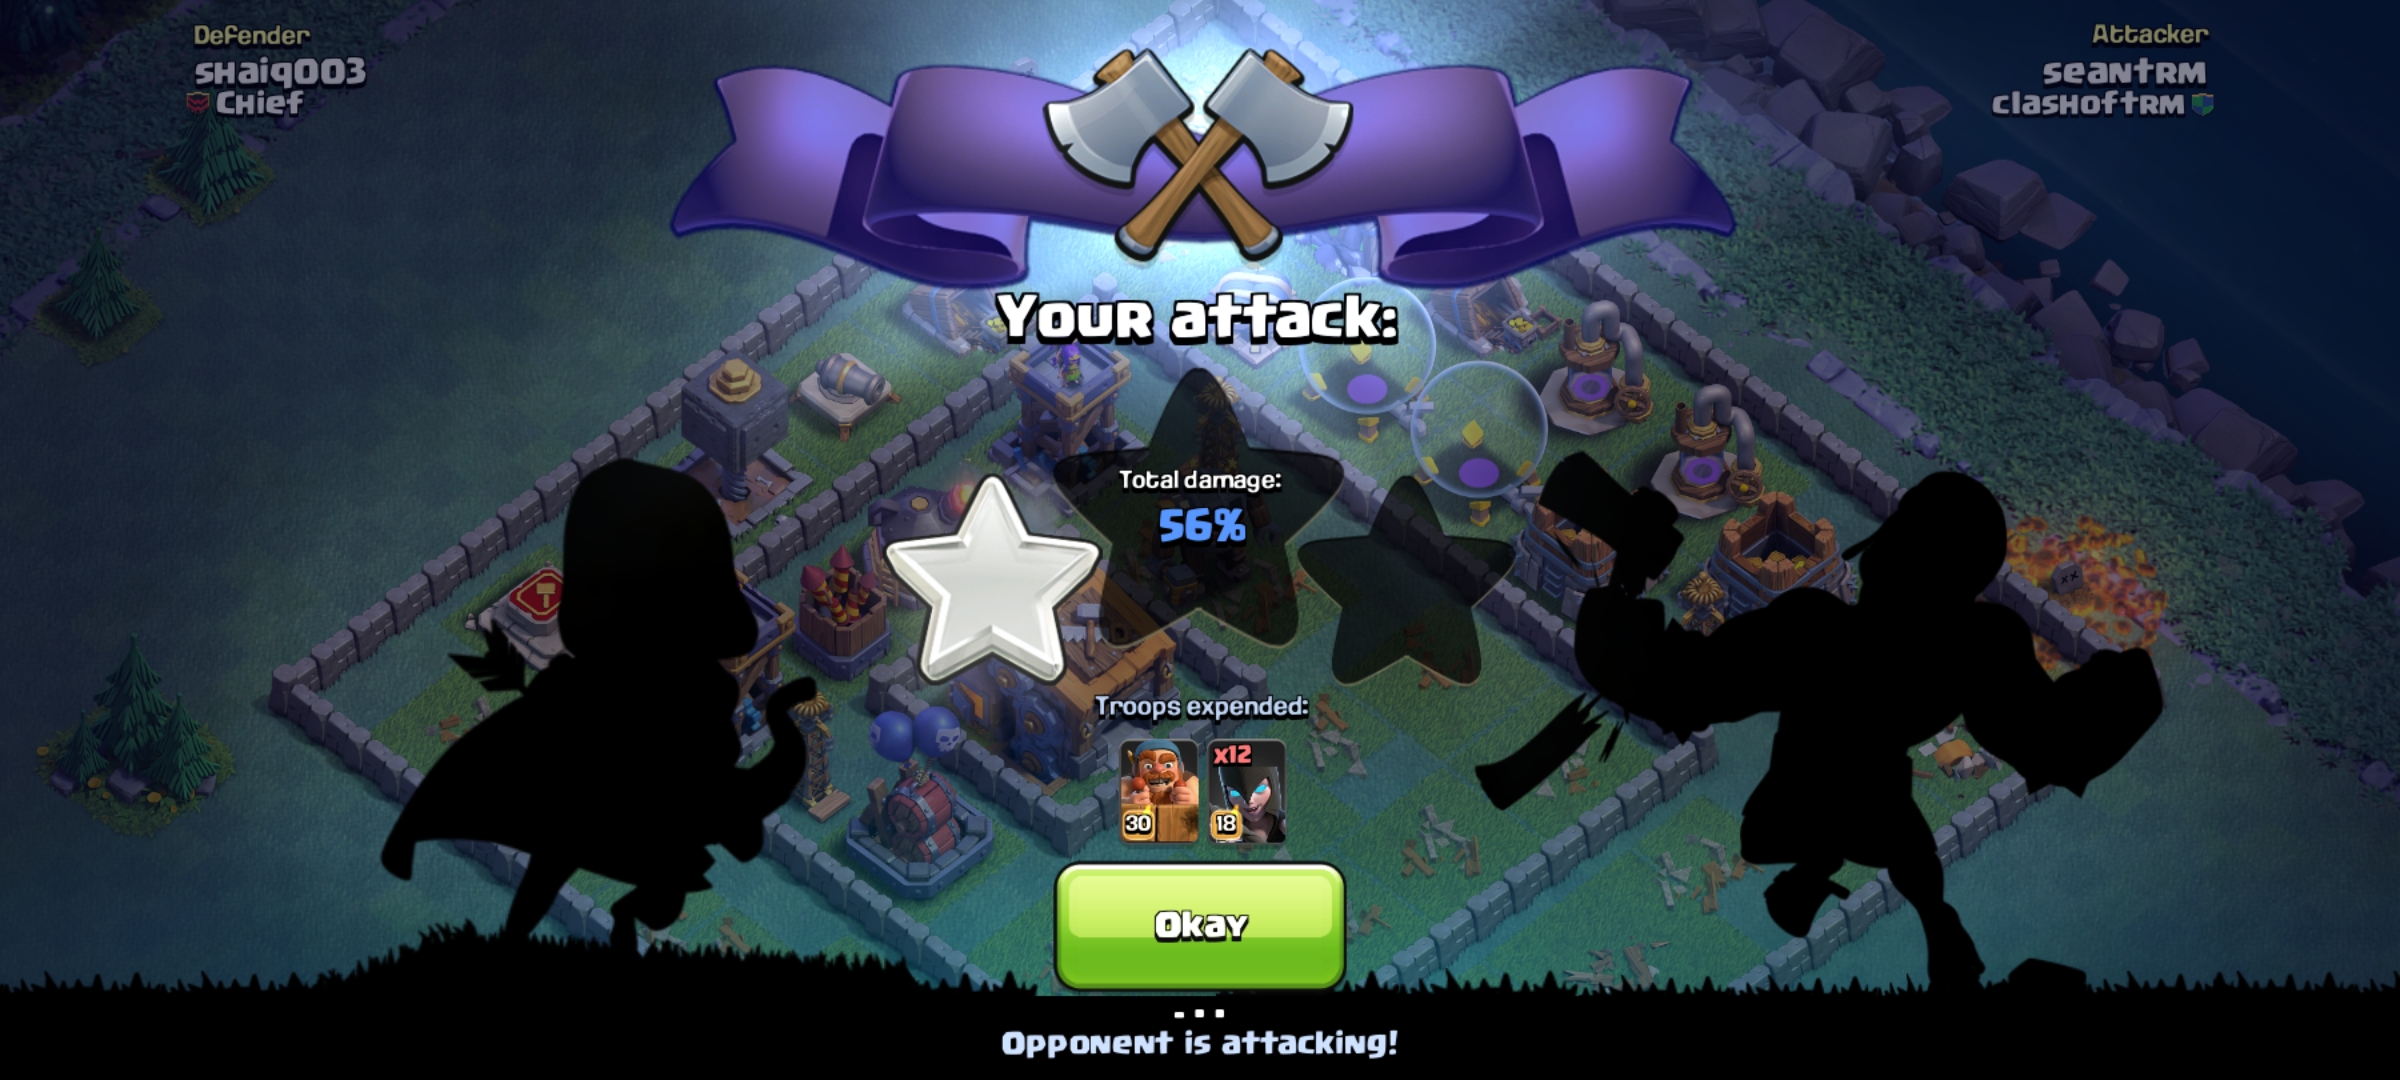 Defender
shaiq003
Chief
Attacker
seantRM
clashoftRM
Your attack:
Total damage:
56%
Troops expended:
x12
30
18
Okay
Opponent is attacking!